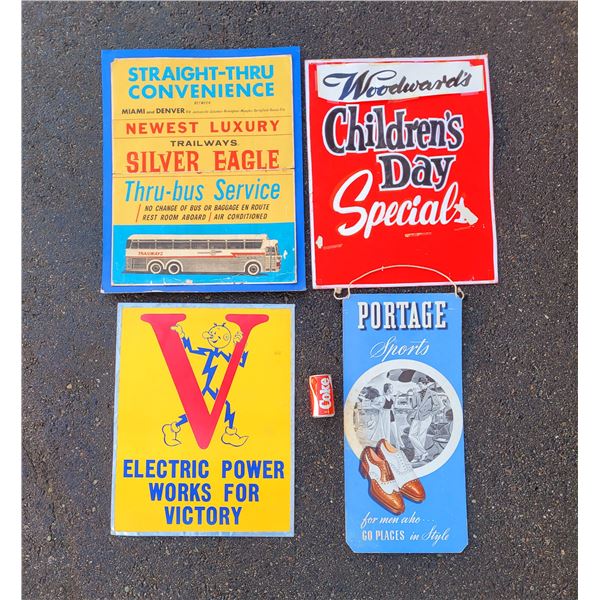 STRAIGHT-THRU
CONVENIENCE
BETWEEN
MIAMI and DENVER
NEWEST LUXURY
TRAILWAYS
SILVER EAGLE
Thru-bus Service
NO CHANGE OF BUS OR BAGGAGE EN ROUTE
REST ROOM ABOARD / AIR CONDITIONED
TRAILWAYS
Woodward's
Children's
Day
Specials
V
ELECTRIC POWER
WORKS FOR
VICTORY
Coke
PORTAGE
Sports
for men who...
GO PLACES in Style